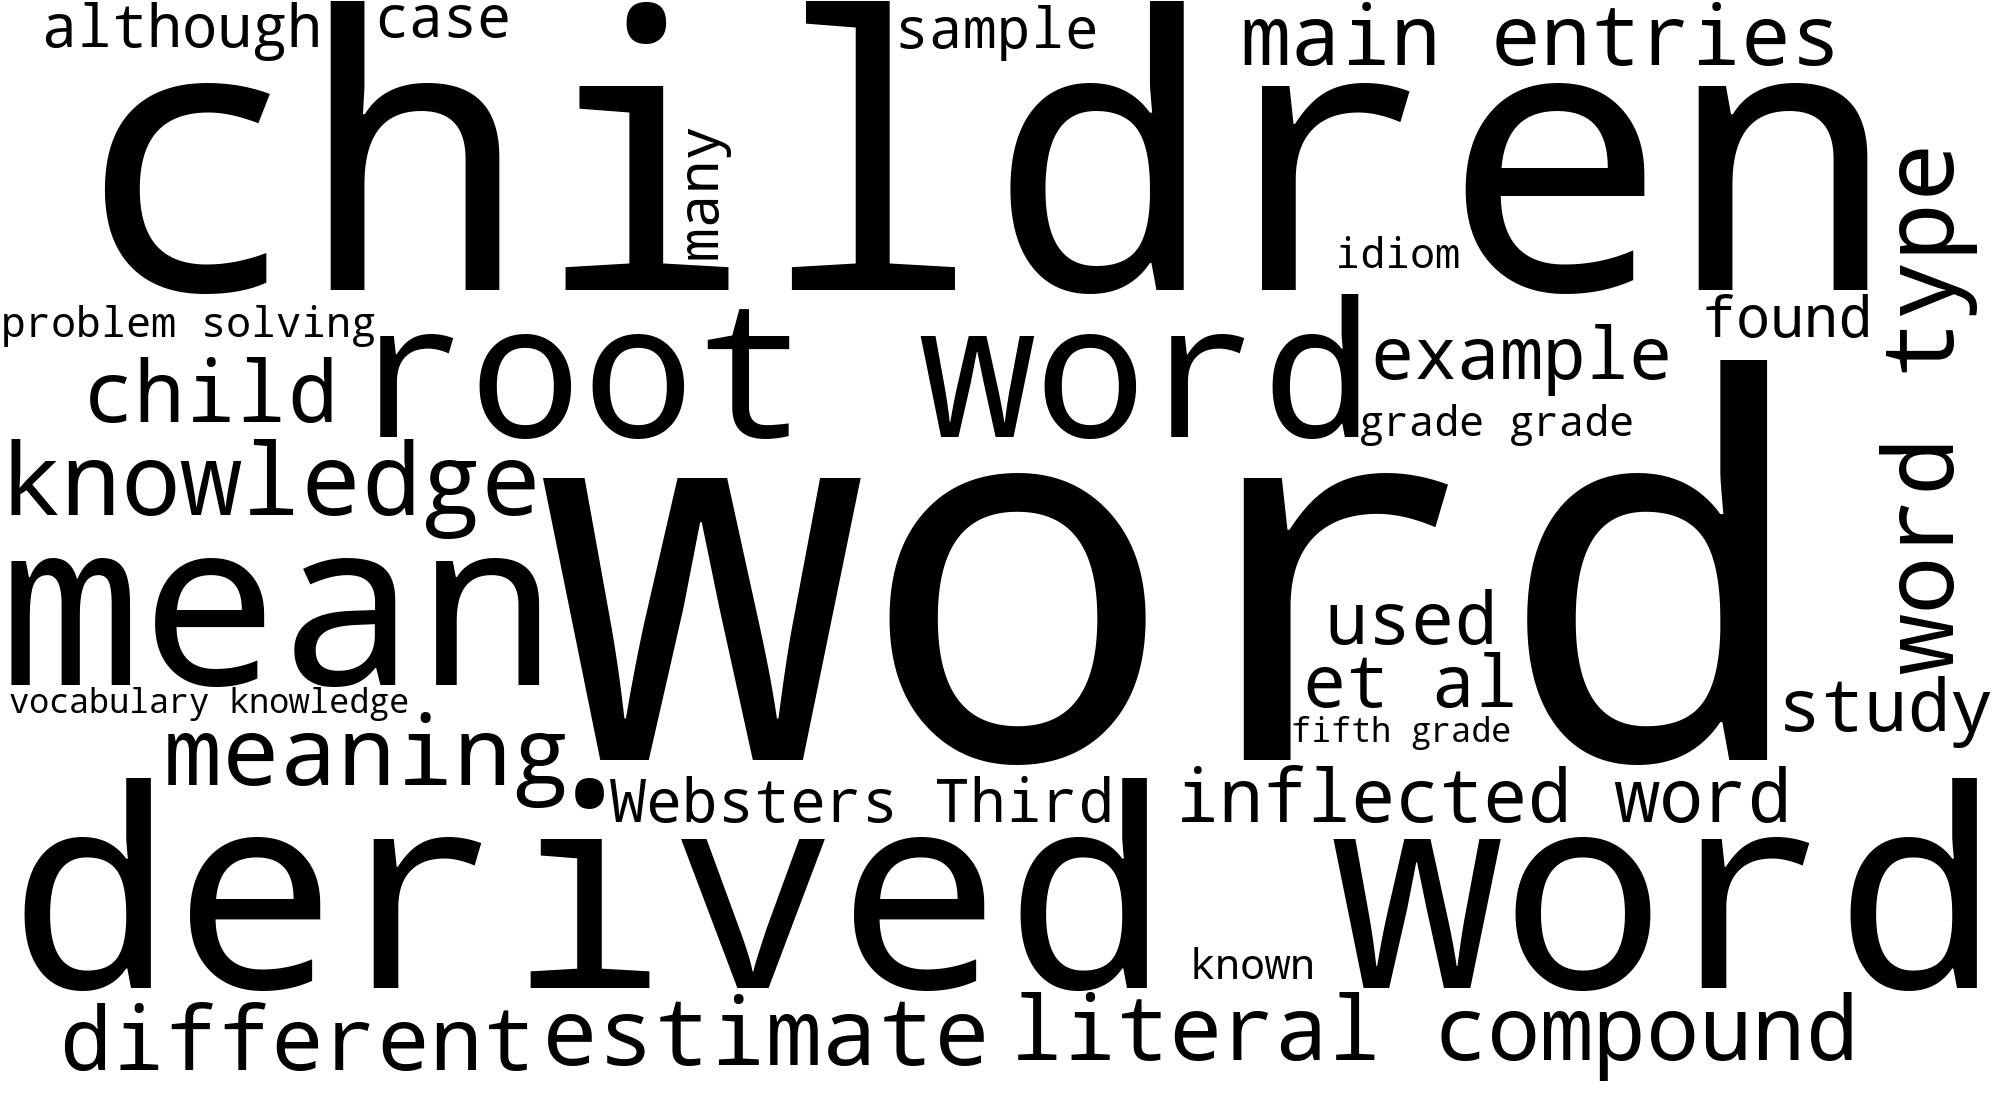 although
case
sample
main entries
children
many
idiom
word type
problem solving
root word
found
child
example
grade grade
knowledge
word
mean
used
et al
vocabulary knowledge
fifth grade
study
meaning
Websters Third
inflected word
derived word
known
different
estimate
literal compound